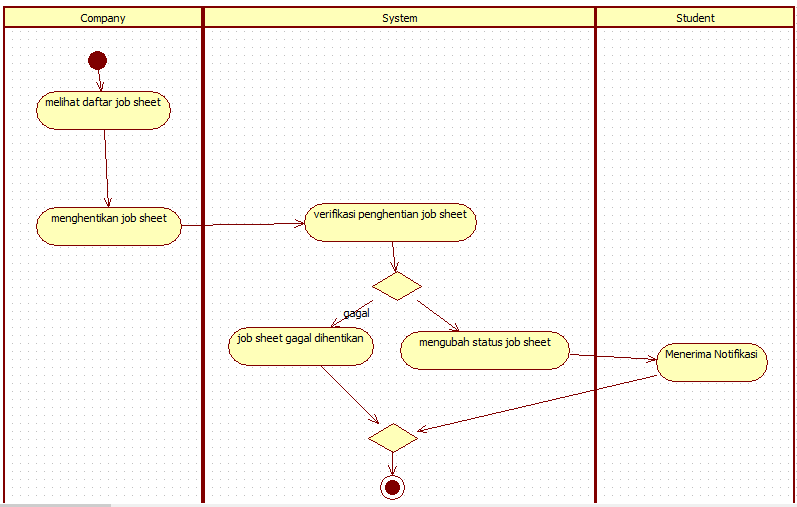 Company
System
Student
melihat daftar job sheet
menghentikan job sheet
verifikasi penghentian job sheet
gagal
job sheet gagal dihentikan
mengubah status job sheet
Menerima Notifikasi